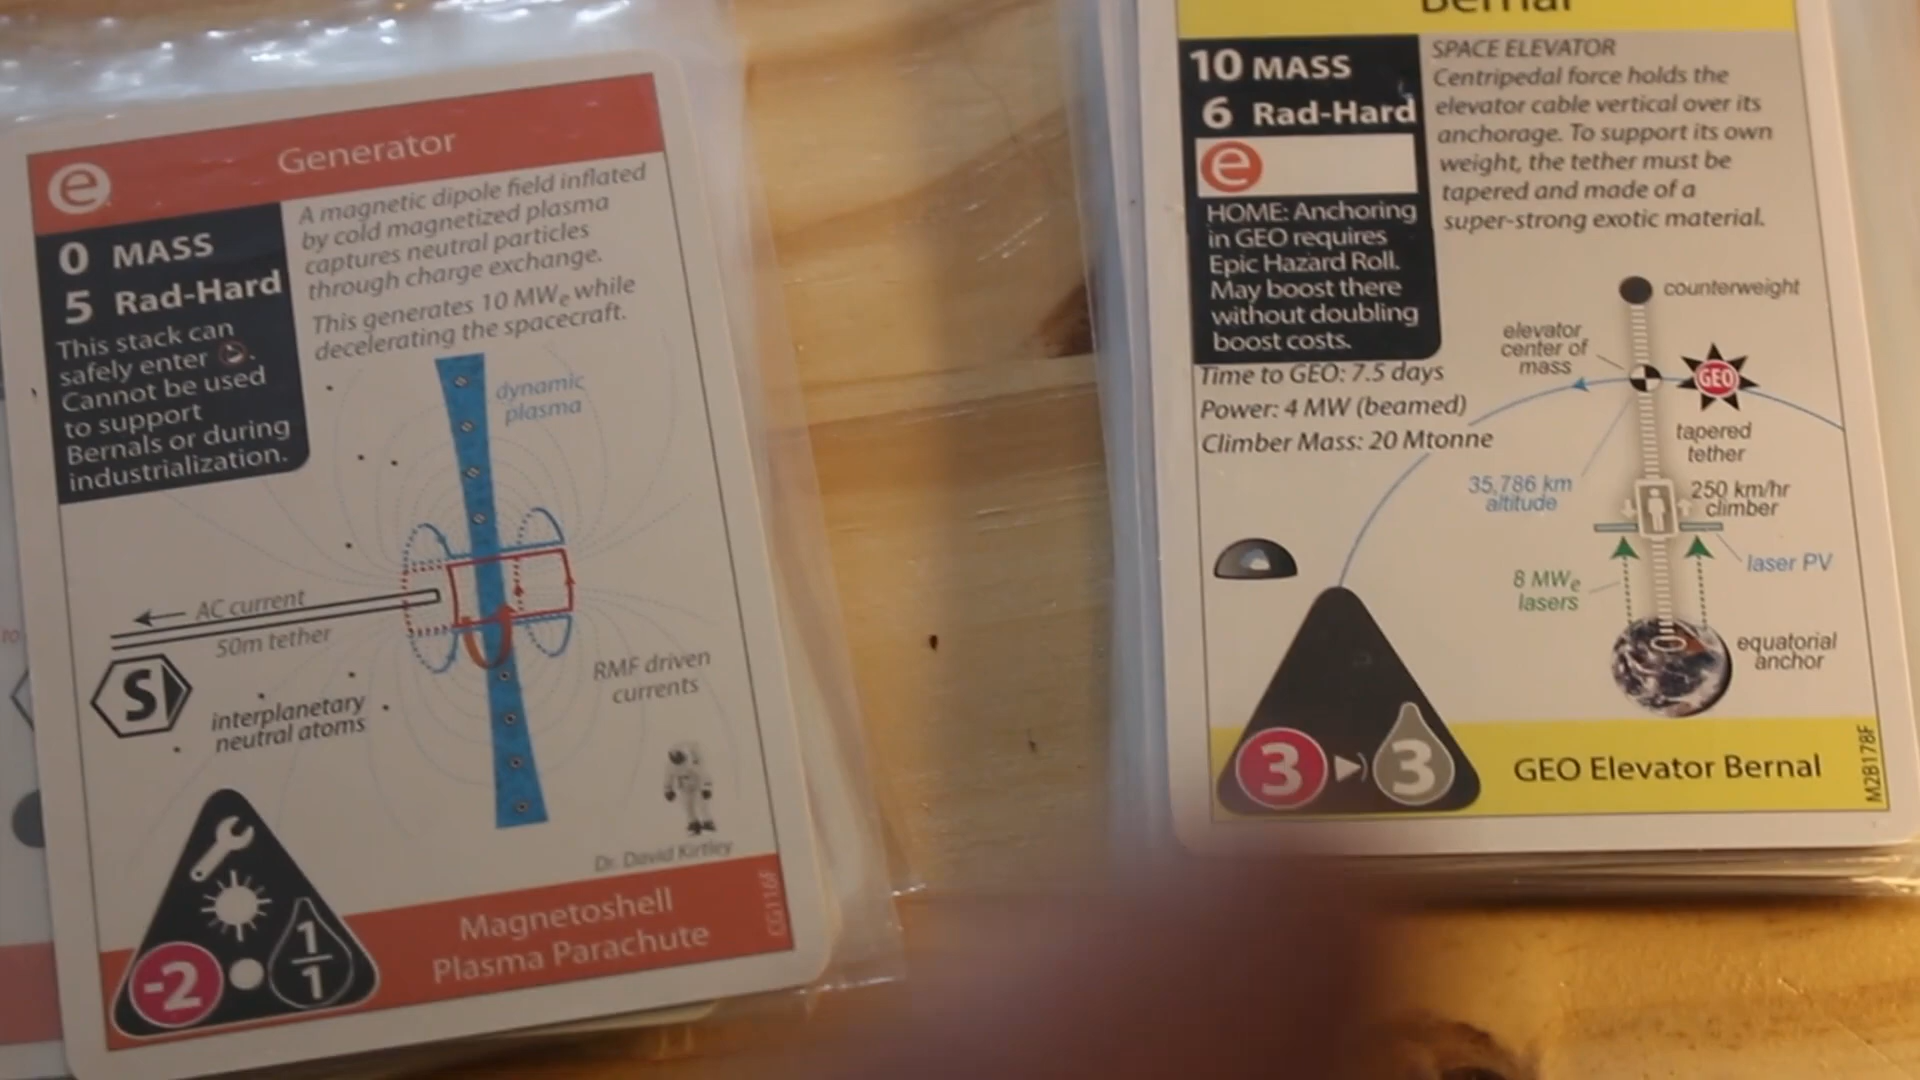 e
Generator
0 MASS
5 Rad-Hard
This stack can
safely enter
Cannot be used
to support
Bernals or during
industrialization.
A magnetic dipole field inflated
by cold magnetized plasma
captures neutral particles
through charge exchange.
This generates 10 MWe while
decelerating the spacecraft.
dynamic
plasma
AC current
50m tether
S
interplanetary
neutral atoms
RMF driven
currents
Dr. David Kirtley
-2
1
1
Magnetoshell
Plasma Parachute
CG116F
to
Bernal
10 MASS
6 Rad-Hard
e
HOME: Anchoring
in GEO requires
Epic Hazard Roll.
May boost there
without doubling
boost costs.
SPACE ELEVATOR
Centripedal force holds the
elevator cable vertical over its
anchorage. To support its own
weight, the tether must be
tapered and made of a
super-strong exotic material.
Time to GEO: 7.5 days
Power: 4 MW (beamed)
Climber Mass: 20 Mtonne
counterweight
elevator
center of
mass
GEO
tapered
tether
35,786 km
altitude
250 km/hr
climber
laser PV
8 MWe
lasers
equatorial
anchor
3
3
GEO Elevator Bernal
M2B178F